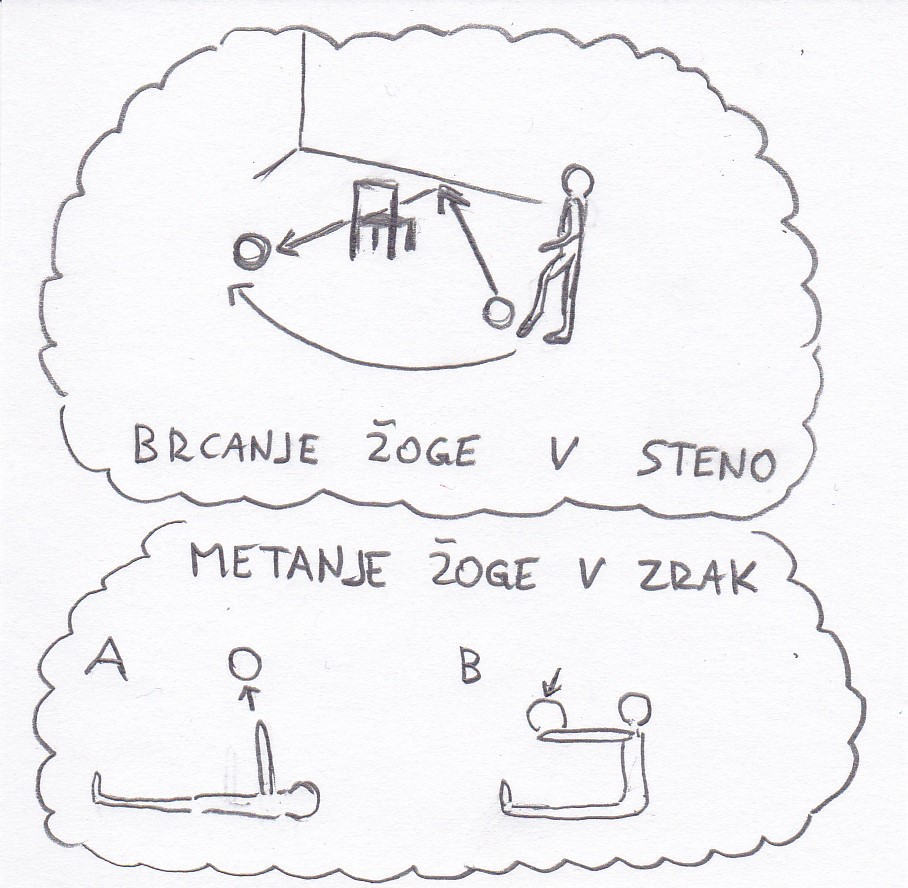 BRCANJE ŽOGE V STENO
METANJE ŽOGE V ZRAK
A
B